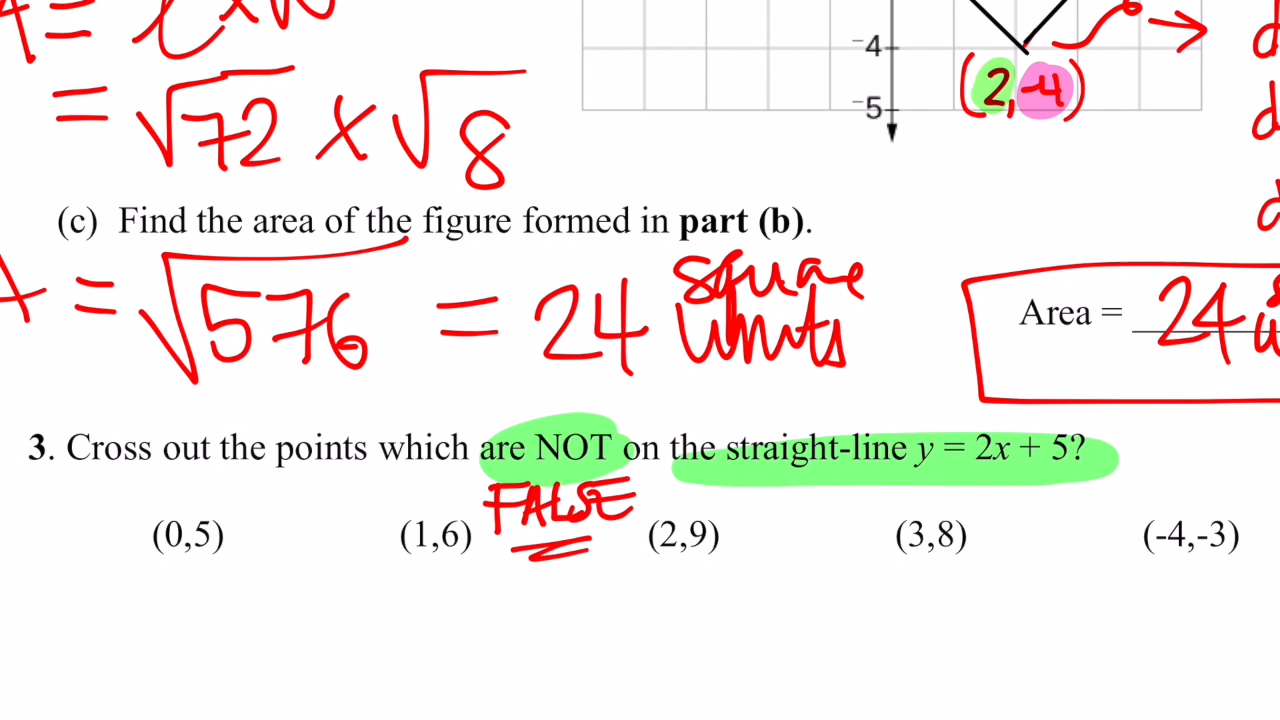 = √72 × √8
-4
-5
(2,-4)
(c) Find the area of the figure formed in part (b).
= √576 = 24 square units
Area = 24
3. Cross out the points which are NOT on the straight-line y = 2x + 5?
FALSE
(0,5) (1,6) (2,9) (3,8) (-4,-3)